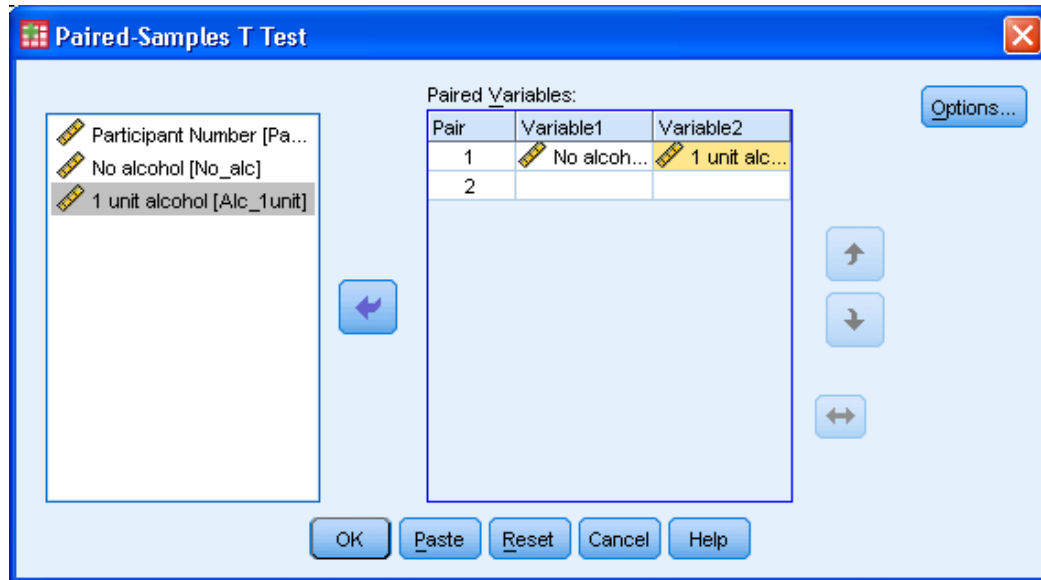 Paired-Samples T Test
Paired Variables:
Options...
Participant Number [Pa...
No alcohol [No_alc]
1 unit alcohol [Alc_1unit]
Pair Variable1 Variable2
1 No alcoh... 1 unit alc...
2
OK Paste Reset Cancel Help